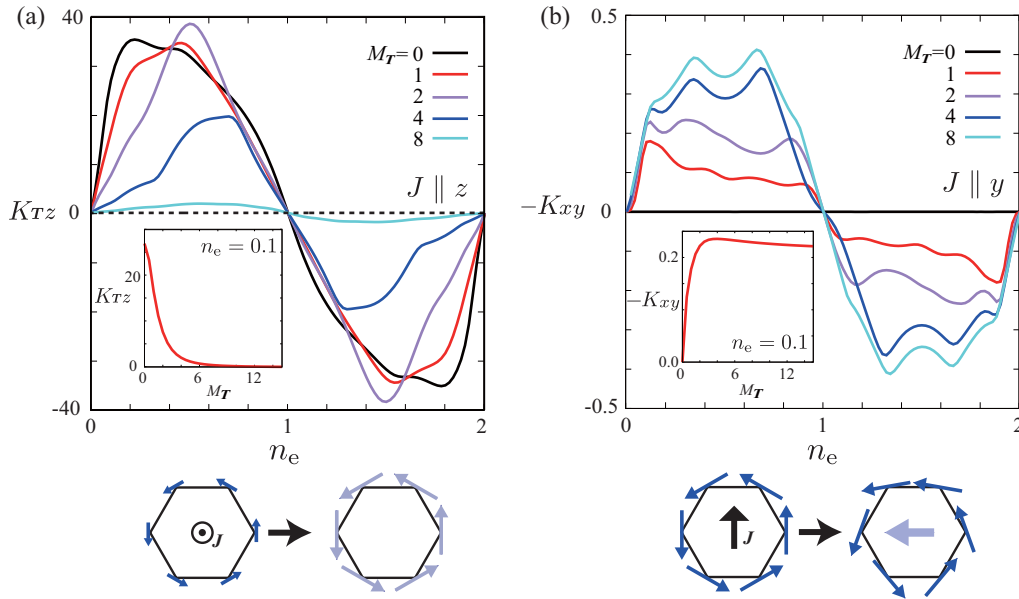 (a)
40
M_T= 0
1
2
4
8
J ∥ z
K_Tz
0
n_e = 0.1
20
K_Tz
0
0 6 12
M_T
-40
0 1 2
n_e
J
(b)
0.5
M_T= 0
1
2
4
8
J ∥ y
−K_xy
0
0.2
−K_xy
n_e = 0.1
0.0
0 6 12
M_T
-0.5
0 1 2
n_e
J